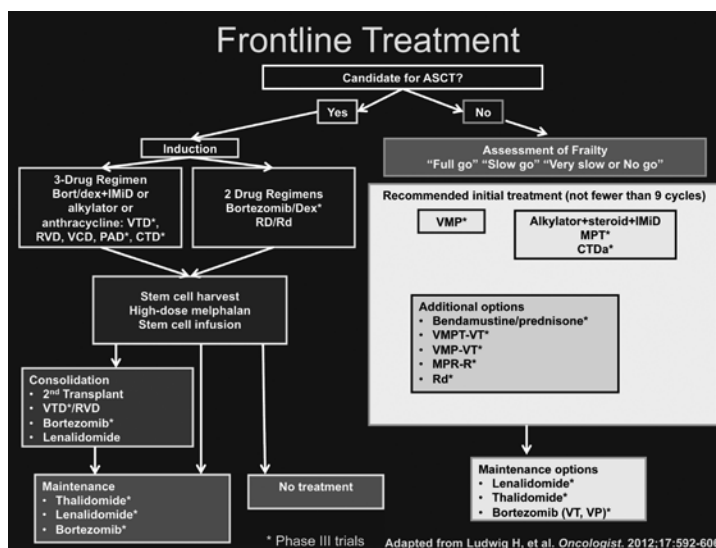 Frontline Treatment
Candidate for ASCT?
Yes
No
Induction
Assessment of Frailty
“Full go” “Slow go” “Very slow or No go”
3-Drug Regimen
Bort/dex+IMiD or
alkylator or
anthracycline: VTD*,
RVD, VCD, PAD*, CTD*
2 Drug Regimens
Bortezomib/Dex*
RD/Rd
Recommended initial treatment (not fewer than 9 cycles)
VMP*
Alkylator+steroid+IMiD
MPT*
CTDa*
Stem cell harvest
High-dose melphalan
Stem cell infusion
Additional options
• Bendamustine/prednisone*
• VMPT-VT*
• VMP-VT*
• MPR-R*
• Rd*
Consolidation
• 2nd Transplant
• VTD*/RVD
• Bortezomib*
• Lenalidomide
Maintenance
• Thalidomide*
• Lenalidomide*
• Bortezomib*
No treatment
Maintenance options
• Lenalidomide*
• Thalidomide*
• Bortezomib (VT, VP)*
* Phase III trials
Adapted from Ludwig H, et al. Oncologist. 2012;17:592-606